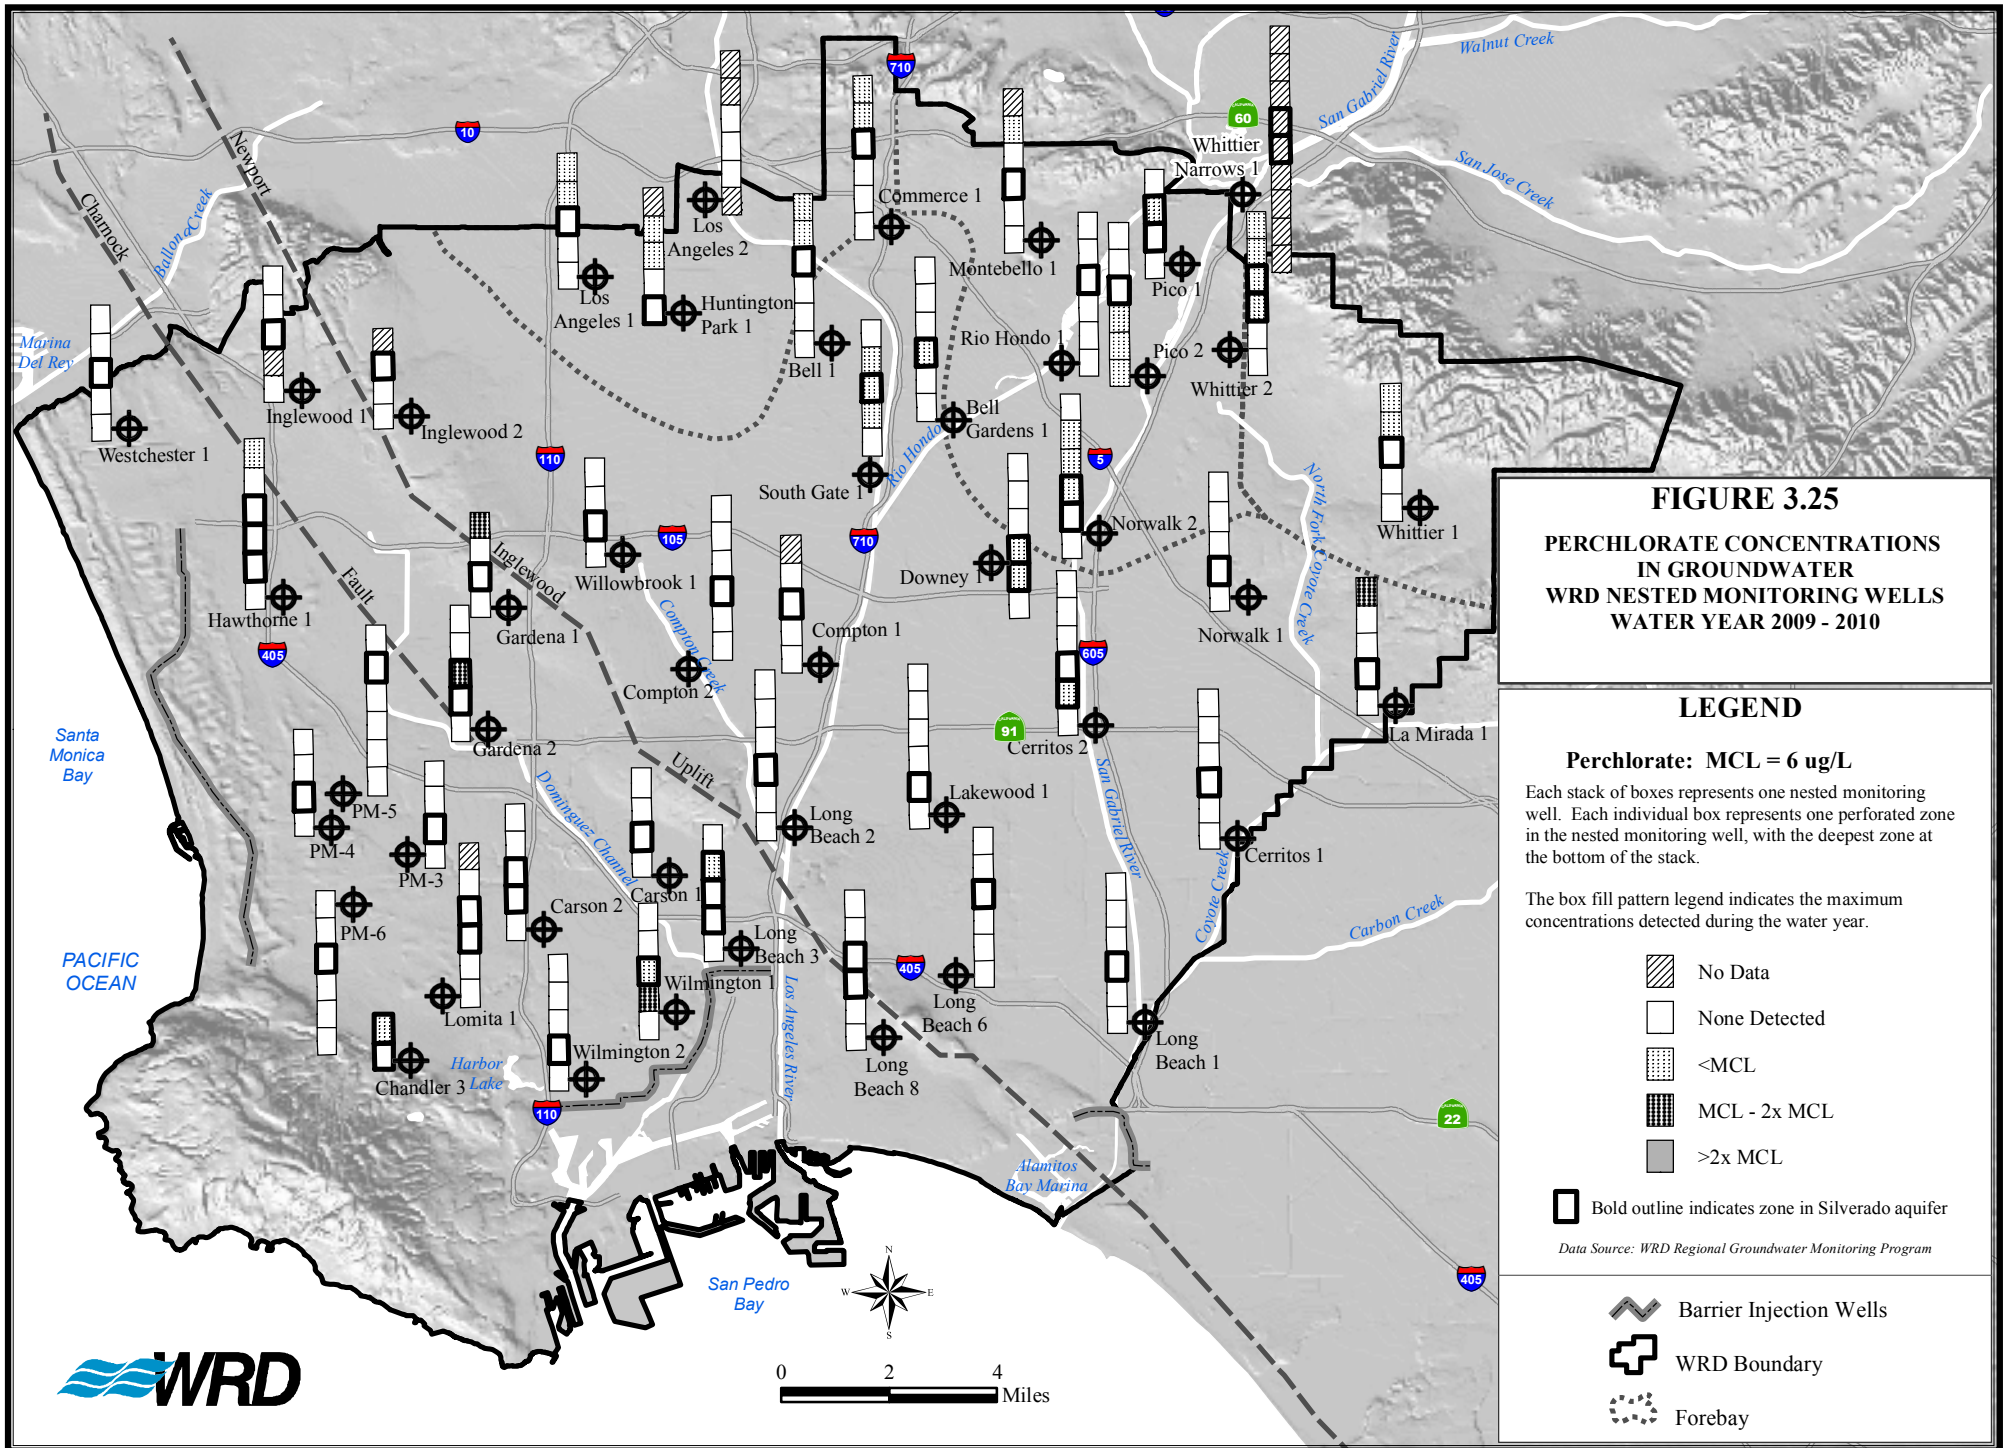 710
10
CALIFORNIA
60
Walnut Creek
San Gabriel River
San Jose Creek
Newport
Charnock
Ballona Creek
Whittier
Narrows 1
Commerce 1
Los
Angeles 2
Montebello 1
Pico 1
Los
Angeles 1
Huntington
Park 1
Marina
Del Rey
Inglewood 1
Inglewood 2
Westchester 1
Bell 1
Rio Hondo 1
Pico 2
Whittier 2
Bell
Gardens 1
Rio Hondo
110
South Gate 1
5
North Fork Coyote Creek
Whittier 1
Norwalk 2
105
710
Willowbrook 1
Inglewood
Fault
Downey 1
Hawthorne 1
Gardena 1
Compton 1
Norwalk 1
405
Compton Creek
Compton 2
605
Santa
Monica
Bay
Gardena 2
CALIFORNIA
91
Cerritos 2
La Mirada 1
Uplift
Dominguez Channel
San Gabriel River
PM-5
PM-4
PM-3
Long
Beach 2
Lakewood 1
Cerritos 1
Carson 1
Carson 2
Coyote Creek
Carbon Creek
PM-6
Long
Beach 3
405
PACIFIC
OCEAN
Wilmington 1
Long
Beach 6
Lomita 1
Los Angeles River
Long
Beach 1
Wilmington 2
Harbor
Lake
Chandler 3
Long
Beach 8
110
CALIFORNIA
22
Alamitos
Bay Marina
San Pedro
Bay
405
N
W
E
S
0
2
4
Miles
WRD
FIGURE 3.25
PERCHLORATE CONCENTRATIONS
IN GROUNDWATER
WRD NESTED MONITORING WELLS
WATER YEAR 2009 - 2010
LEGEND
Perchlorate: MCL = 6 ug/L
Each stack of boxes represents one nested monitoring
well. Each individual box represents one perforated zone
in the nested monitoring well, with the deepest zone at
the bottom of the stack.
The box fill pattern legend indicates the maximum
concentrations detected during the water year.
No Data
None Detected
<MCL
MCL - 2x MCL
>2x MCL
Bold outline indicates zone in Silverado aquifer
Data Source: WRD Regional Groundwater Monitoring Program
Barrier Injection Wells
WRD Boundary
Forebay